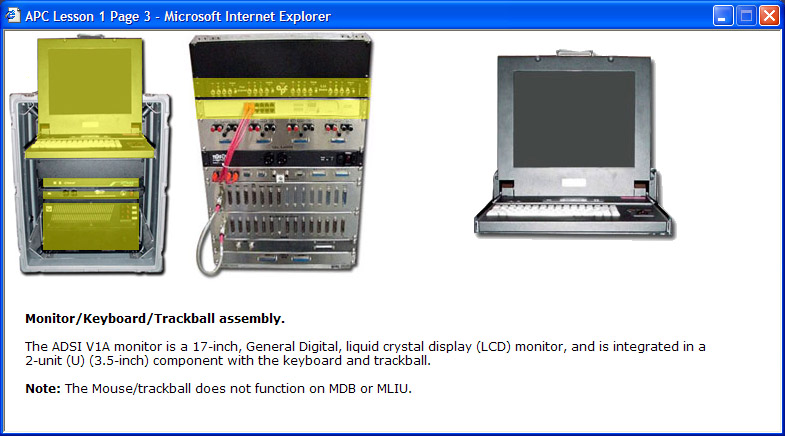 APC Lesson 1 Page 3 - Microsoft Internet Explorer
Monitor/Keyboard/Trackball assembly.
The ADSI V1A monitor is a 17-inch, General Digital, liquid crystal display (LCD) monitor, and is integrated in a
2-unit (U) (3.5-inch) component with the keyboard and trackball.
Note: The Mouse/trackball does not function on MDB or MLIU.